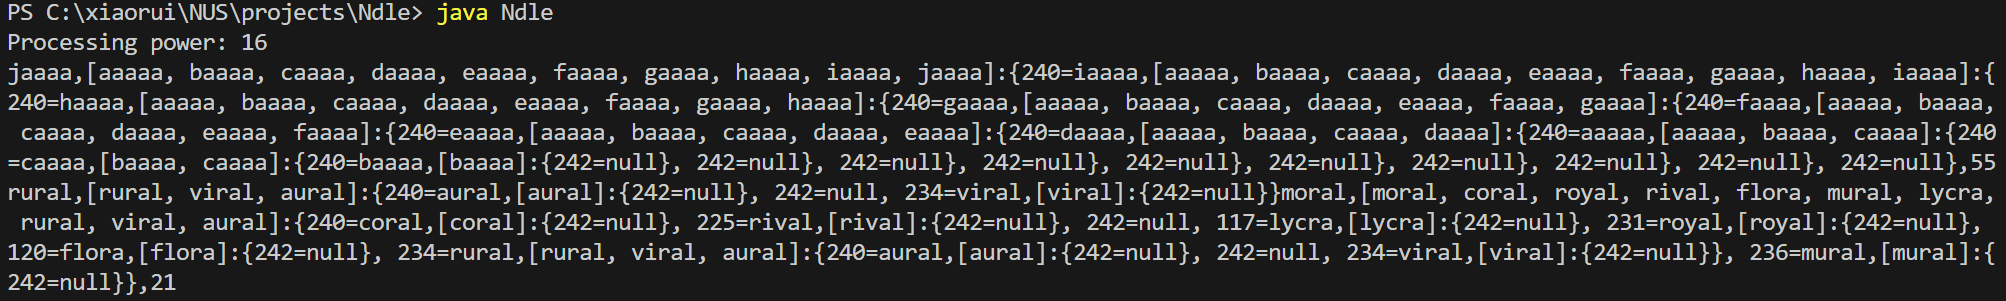 PS C:\xiaorui\NUS\projects\Ndle> java Ndle
Processing power: 16
jaaaa,[aaaaa, baaaa, caaaa, daaaa, eaaaa, faaaa, gaaaa, haaaa, iaaaa, jaaaa]:{240=iaaaa,[aaaaa, baaaa, caaaa, daaaa, eaaaa, faaaa, gaaaa, haaaa, iaaaa]:{
240=haaaa,[aaaaa, baaaa, caaaa, daaaa, eaaaa, faaaa, gaaaa, haaaa]:{240=gaaaa,[aaaaa, baaaa, caaaa, daaaa, eaaaa, faaaa, gaaaa]:{240=faaaa,[aaaaa, baaaa,
 caaaa, daaaa, eaaaa, faaaa]:{240=eaaaa,[aaaaa, baaaa, caaaa, daaaa, eaaaa]:{240=daaaa,[aaaaa, baaaa, caaaa, daaaa]:{240=aaaaa,[aaaaa, baaaa, caaaa]:{240
=caaaa,[baaaa, caaaa]:{240=baaaa,[baaaa]:{242=null}, 242=null}, 242=null}, 242=null}, 242=null}, 242=null}, 242=null}, 242=null}, 242=null}, 242=null},55
rural,[rural, viral, aural]:{240=aural,[aural]:{242=null}, 242=null, 234=viral,[viral]:{242=null}}moral,[moral, coral, royal, rival, flora, mural, lycra,
 rural, viral, aural]:{240=coral,[coral]:{242=null}, 225=rival,[rival]:{242=null}, 242=null, 117=lycra,[lycra]:{242=null}, 231=royal,[royal]:{242=null},
120=flora,[flora]:{242=null}, 234=rural,[rural, viral, aural]:{240=aural,[aural]:{242=null}, 242=null, 234=viral,[viral]:{242=null}}, 236=mural,[mural]:{
242=null}},21